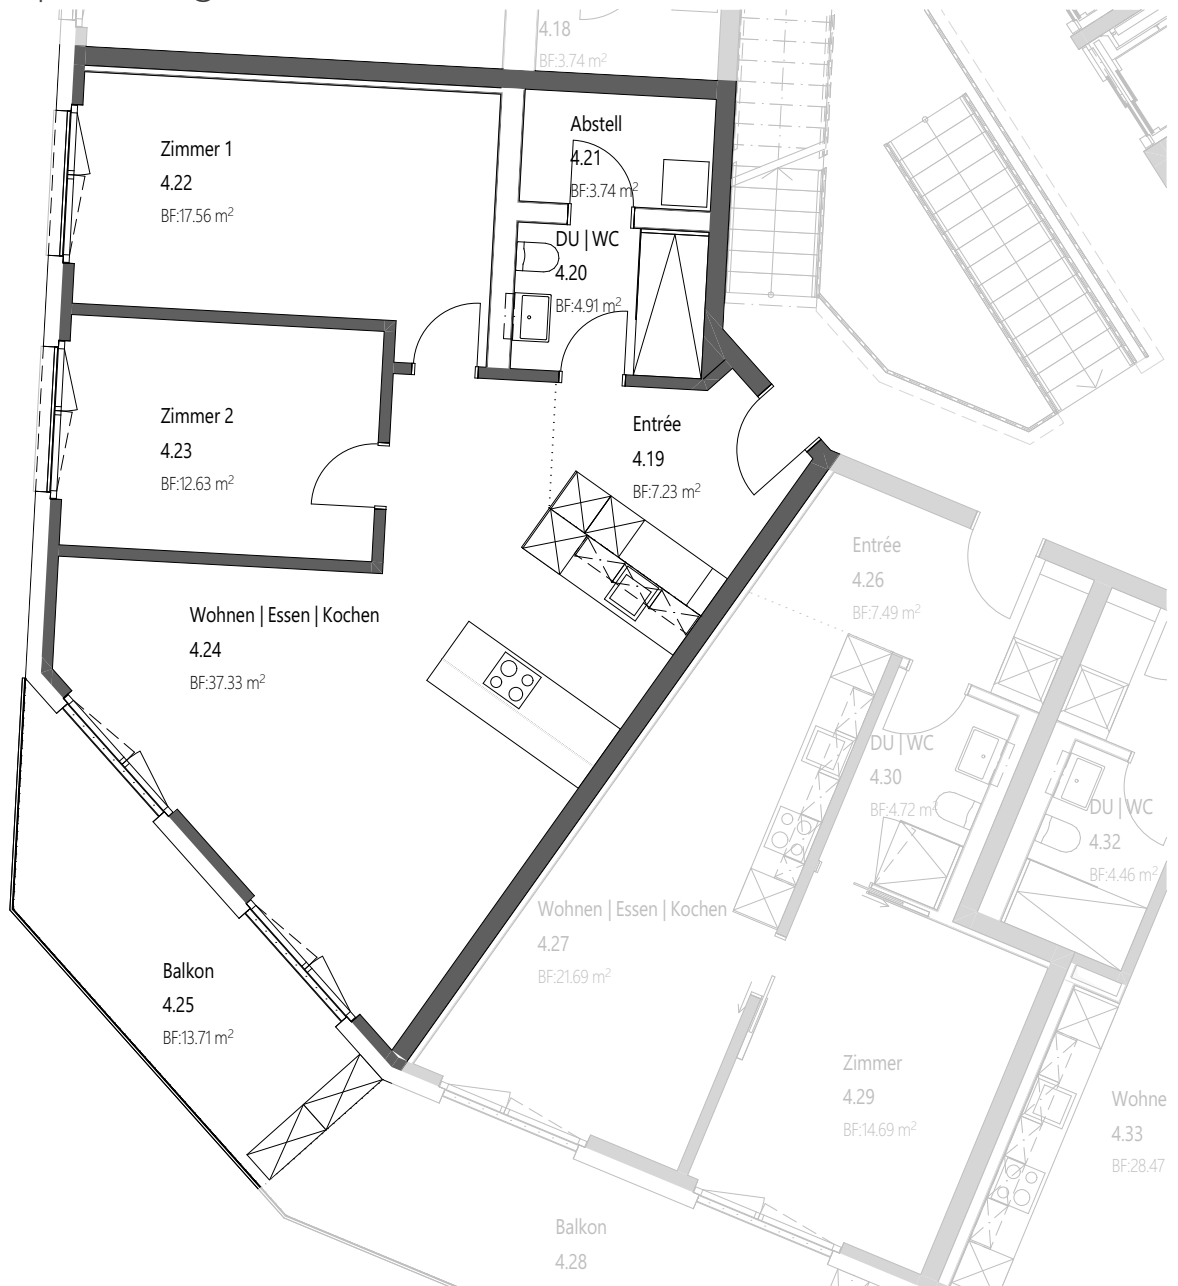 4.18
BF:3.74 m²
Abstell
4.21
BF:3.74 m²
Zimmer 1
4.22
BF:17.56 m²
DU | WC
4.20
BF:4.91 m²
Zimmer 2
4.23
BF:12.63 m²
Entrée
4.19
BF:7.23 m²
Entrée
4.26
BF:7.49 m²
Wohnen | Essen | Kochen
4.24
BF:37.33 m²
DU | WC
4.30
BF:4.72 m²
DU | WC
4.32
BF:4.46 m²
Wohnen | Essen | Kochen
4.27
BF:21.69 m²
Balkon
4.25
BF:13.71 m²
Zimmer
4.29
BF:14.69 m²
Wohne
4.33
BF:28.47
Balkon
4.28